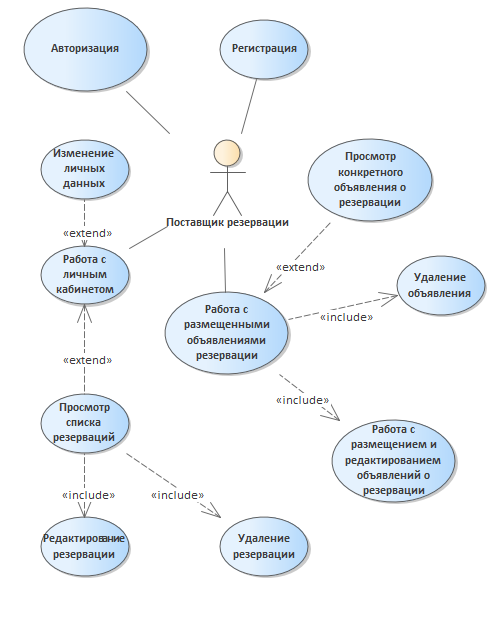 Авторизация
Регистрация
Изменение
личных
данных
Просмотр
конкретного
объявления о
резервации
Поставщик резервации
«extend»
Работа с
личным
кабинетом
«extend»
Удаление
объявления
Работа с
размещенными
объявлениями
резервации
«include»
«extend»
«include»
Просмотр
списка
резерваций
Работа с
размещением и
редактированием
объявлений о
резервации
«include»
«include»
Редактирование
резервации
Удаление
резервации